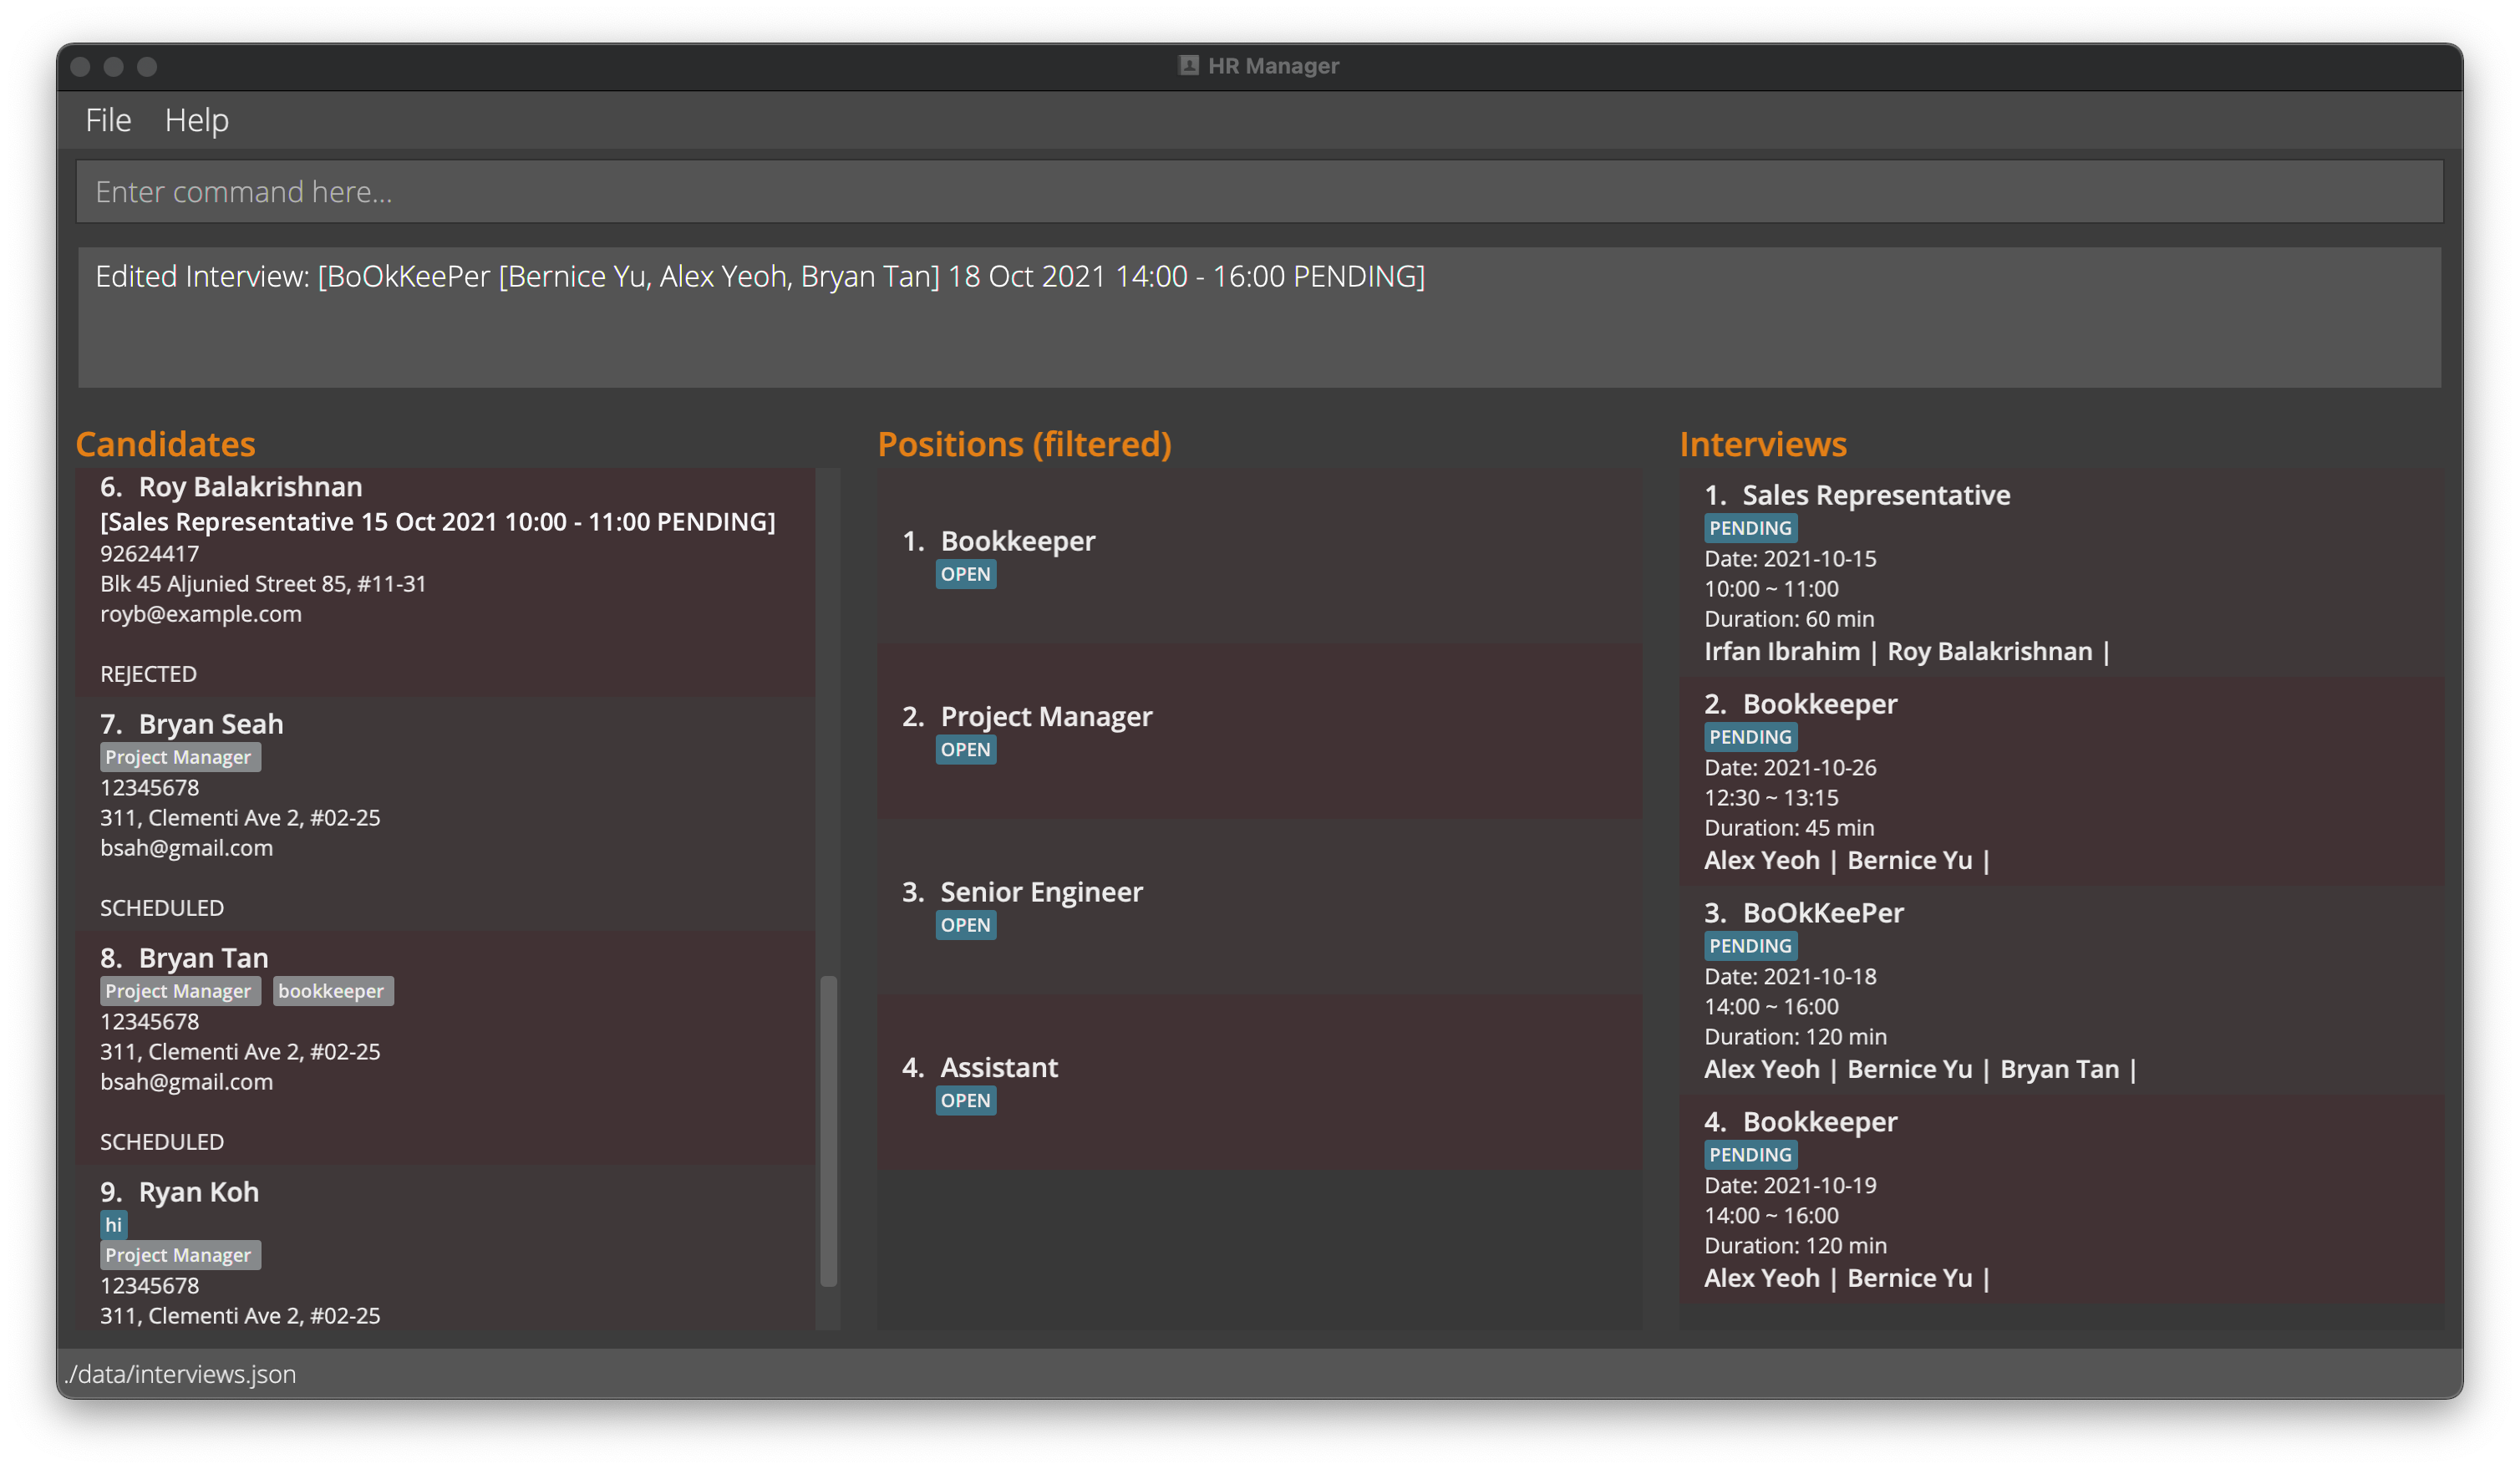 HR Manager
File Help
Enter command here...
Edited Interview: [BoOkKeePer [Bernice Yu, Alex Yeoh, Bryan Tan] 18 Oct 2021 14:00 - 16:00 PENDING]
Candidates
6. Roy Balakrishnan
[Sales Representative 15 Oct 2021 10:00 - 11:00 PENDING]
92624417
Blk 45 Aljunied Street 85, #11-31
royb@example.com
REJECTED
7. Bryan Seah
Project Manager
12345678
311, Clementi Ave 2, #02-25
bsah@gmail.com
SCHEDULED
8. Bryan Tan
Project Manager bookkeeper
12345678
311, Clementi Ave 2, #02-25
bsah@gmail.com
SCHEDULED
9. Ryan Koh
hi
Project Manager
12345678
311, Clementi Ave 2, #02-25
Positions (filtered)
1. Bookkeeper
OPEN
2. Project Manager
OPEN
3. Senior Engineer
OPEN
4. Assistant
OPEN
Interviews
1. Sales Representative
PENDING
Date: 2021-10-15
10:00 ~ 11:00
Duration: 60 min
Irfan Ibrahim | Roy Balakrishnan |
2. Bookkeeper
PENDING
Date: 2021-10-26
12:30 ~ 13:15
Duration: 45 min
Alex Yeoh | Bernice Yu |
3. BoOkKeePer
PENDING
Date: 2021-10-18
14:00 ~ 16:00
Duration: 120 min
Alex Yeoh | Bernice Yu | Bryan Tan |
4. Bookkeeper
PENDING
Date: 2021-10-19
14:00 ~ 16:00
Duration: 120 min
Alex Yeoh | Bernice Yu |
./data/interviews.json